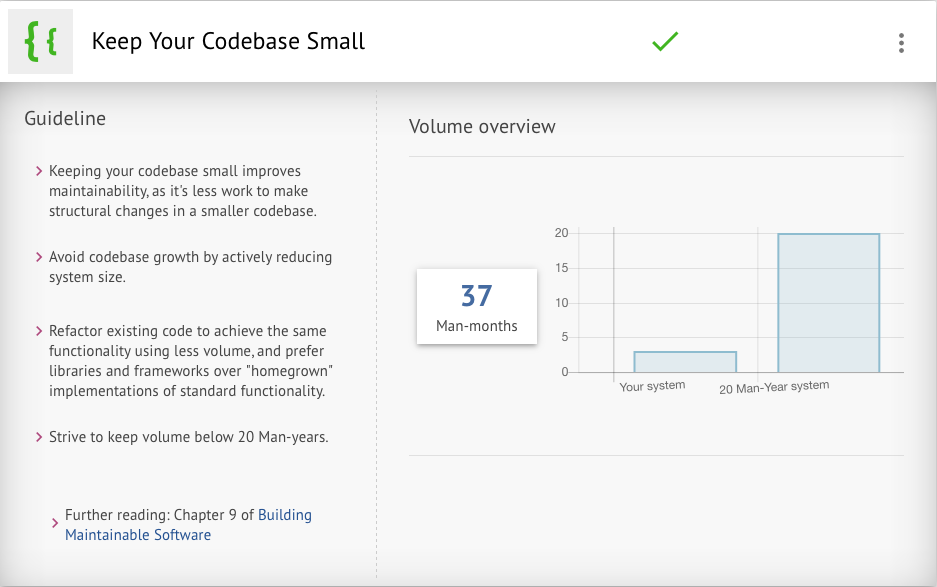 { {
Keep Your Codebase Small
Guideline
Keeping your codebase small improves
maintainability, as it's less work to make
structural changes in a smaller codebase.
Avoid codebase growth by actively reducing
system size.
Refactor existing code to achieve the same
functionality using less volume, and prefer
libraries and frameworks over "homegrown"
implementations of standard functionality.
Strive to keep volume below 20 Man-years.
Further reading: Chapter 9 of Building
Maintainable Software
Volume overview
37
Man-months
20
15
10
5
0
Your system
20 Man-Year system